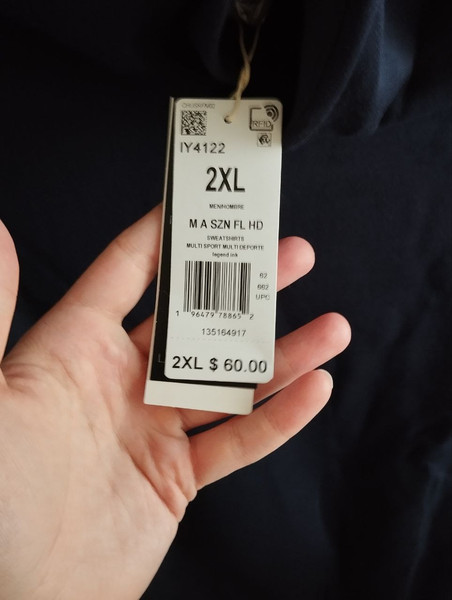 IY4122
RFID
2XL
MEN/HOMBRE
M A SZN FL HD
SWEATSHIRTS
MULTI SPORT MULTI DEPORTE
legend ink
62
662
UPC
1 96479 78865 2
135164917
2XL $ 60.00